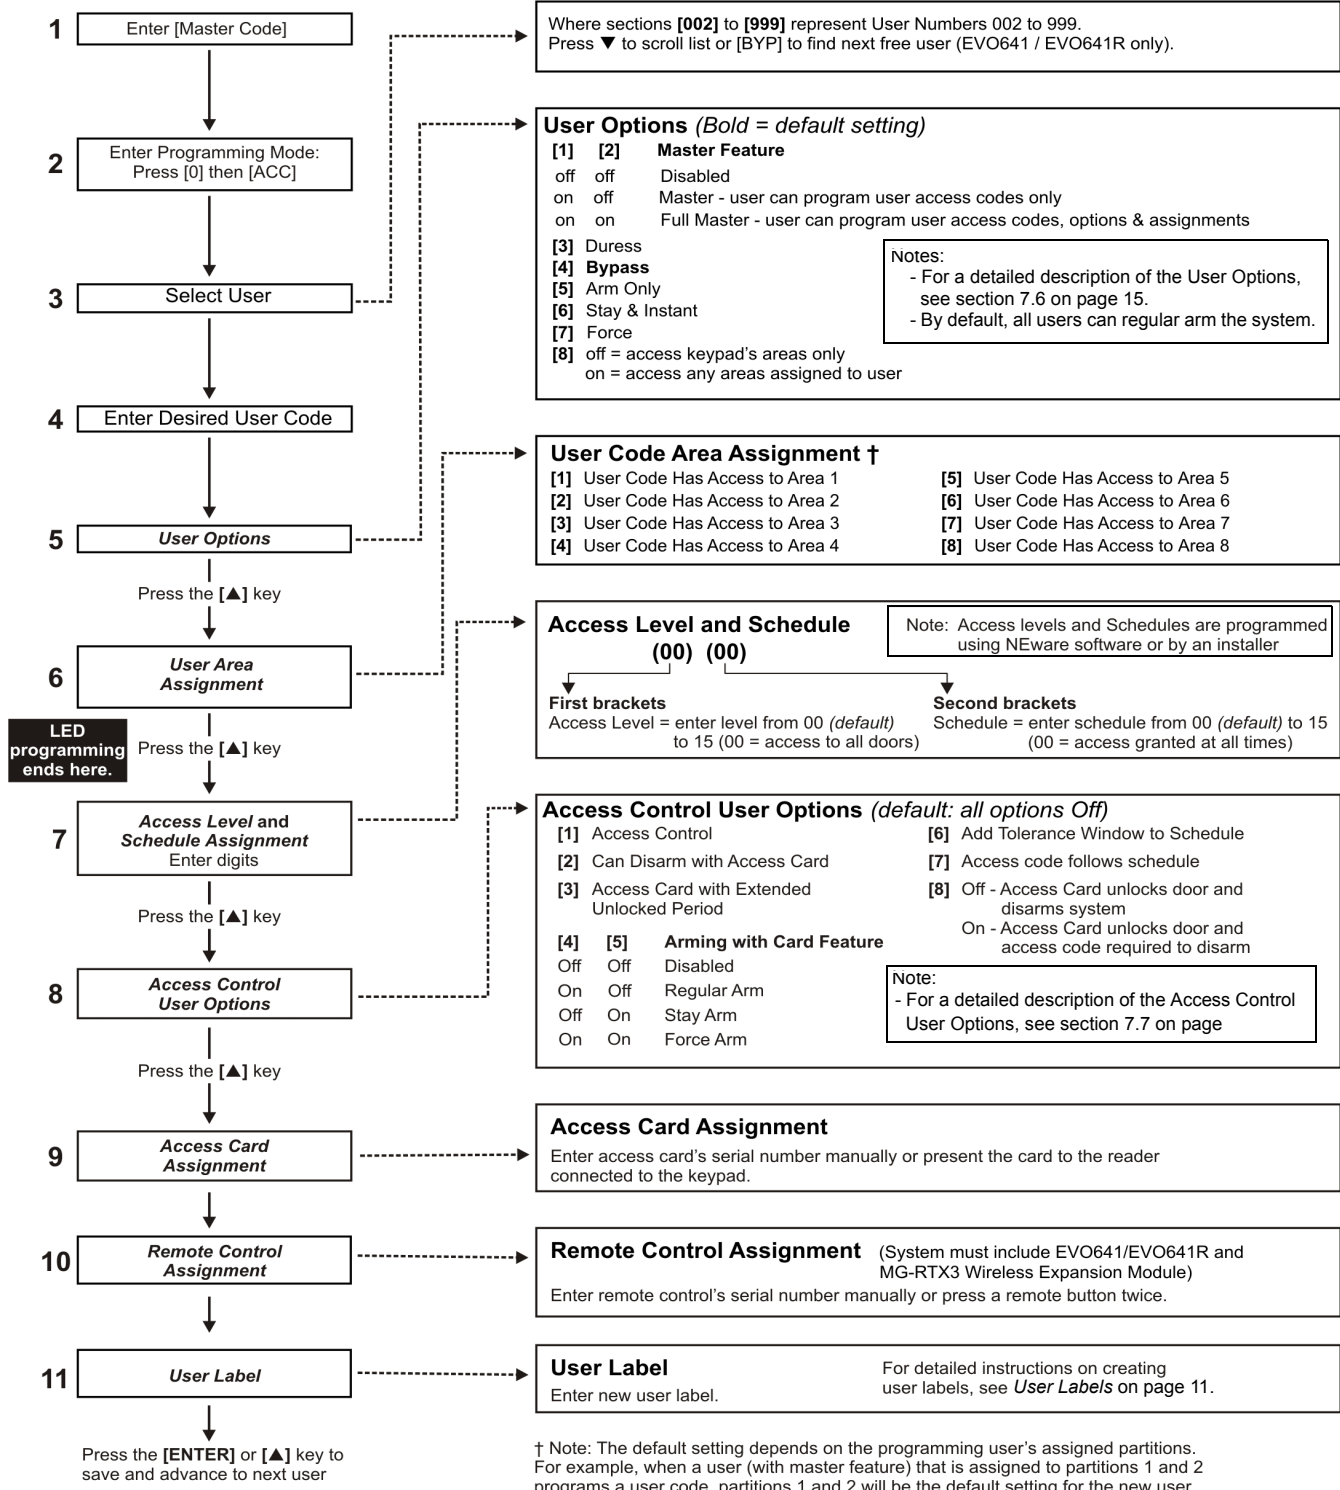 1
Enter [Master Code]
2
Enter Programming Mode:
Press [0] then [ACC]
3
Select User
4
Enter Desired User Code
5
User Options
Press the [▲] key
6
User Area
Assignment
LED
programming
ends here.
Press the [▲] key
7
Access Level and
Schedule Assignment
Enter digits
Press the [▲] key
8
Access Control
User Options
Press the [▲] key
9
Access Card
Assignment
10
Remote Control
Assignment
11
User Label
Press the [ENTER] or [▲] key to
save and advance to next user
Where sections [002] to [999] represent User Numbers 002 to 999.
Press ▼ to scroll list or [BYP] to find next free user (EVO641 / EVO641R only).
User Options (Bold = default setting)
[1] [2] Master Feature
off off Disabled
on off Master - user can program user access codes only
on on Full Master - user can program user access codes, options & assignments
[3] Duress
[4] Bypass
[5] Arm Only
[6] Stay & Instant
[7] Force
[8] off = access keypad's areas only
on = access any areas assigned to user
Notes:
- For a detailed description of the User Options,
see section 7.6 on page 15.
- By default, all users can regular arm the system.
User Code Area Assignment †
[1] User Code Has Access to Area 1
[2] User Code Has Access to Area 2
[3] User Code Has Access to Area 3
[4] User Code Has Access to Area 4
[5] User Code Has Access to Area 5
[6] User Code Has Access to Area 6
[7] User Code Has Access to Area 7
[8] User Code Has Access to Area 8
Access Level and Schedule
(00) (00)
Note: Access levels and Schedules are programmed
using NEware software or by an installer
First brackets
Access Level = enter level from 00 (default)
to 15 (00 = access to all doors)
Second brackets
Schedule = enter schedule from 00 (default) to 15
(00 = access granted at all times)
Access Control User Options (default: all options Off)
[1] Access Control
[2] Can Disarm with Access Card
[3] Access Card with Extended
Unlocked Period
[4] [5] Arming with Card Feature
Off Off Disabled
On Off Regular Arm
Off On Stay Arm
On On Force Arm
[6] Add Tolerance Window to Schedule
[7] Access code follows schedule
[8] Off - Access Card unlocks door and
disarms system
On - Access Card unlocks door and
access code required to disarm
Note:
- For a detailed description of the Access Control
User Options, see section 7.7 on page
Access Card Assignment
Enter access card's serial number manually or present the card to the reader
connected to the keypad.
Remote Control Assignment (System must include EVO641/EVO641R and
MG-RTX3 Wireless Expansion Module)
Enter remote control's serial number manually or press a remote button twice.
User Label
Enter new user label.
For detailed instructions on creating
user labels, see User Labels on page 11.
† Note: The default setting depends on the programming user's assigned partitions.
For example, when a user (with master feature) that is assigned to partitions 1 and 2
programs a user code, partitions 1 and 2 will be the default setting for the new user